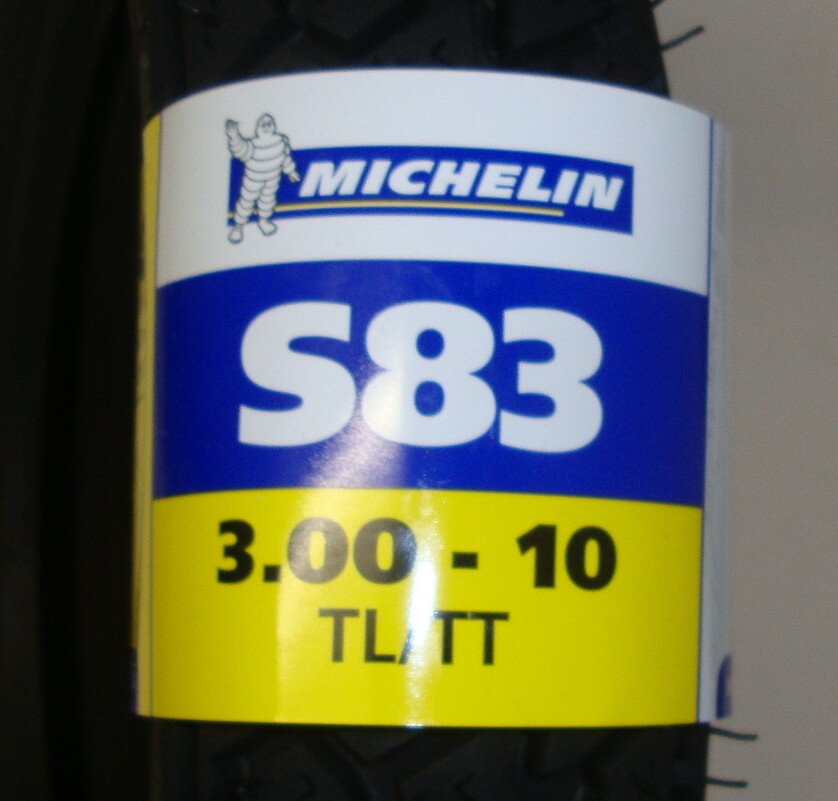 MICHELIN
S83
3.00 - 10
TL/TT